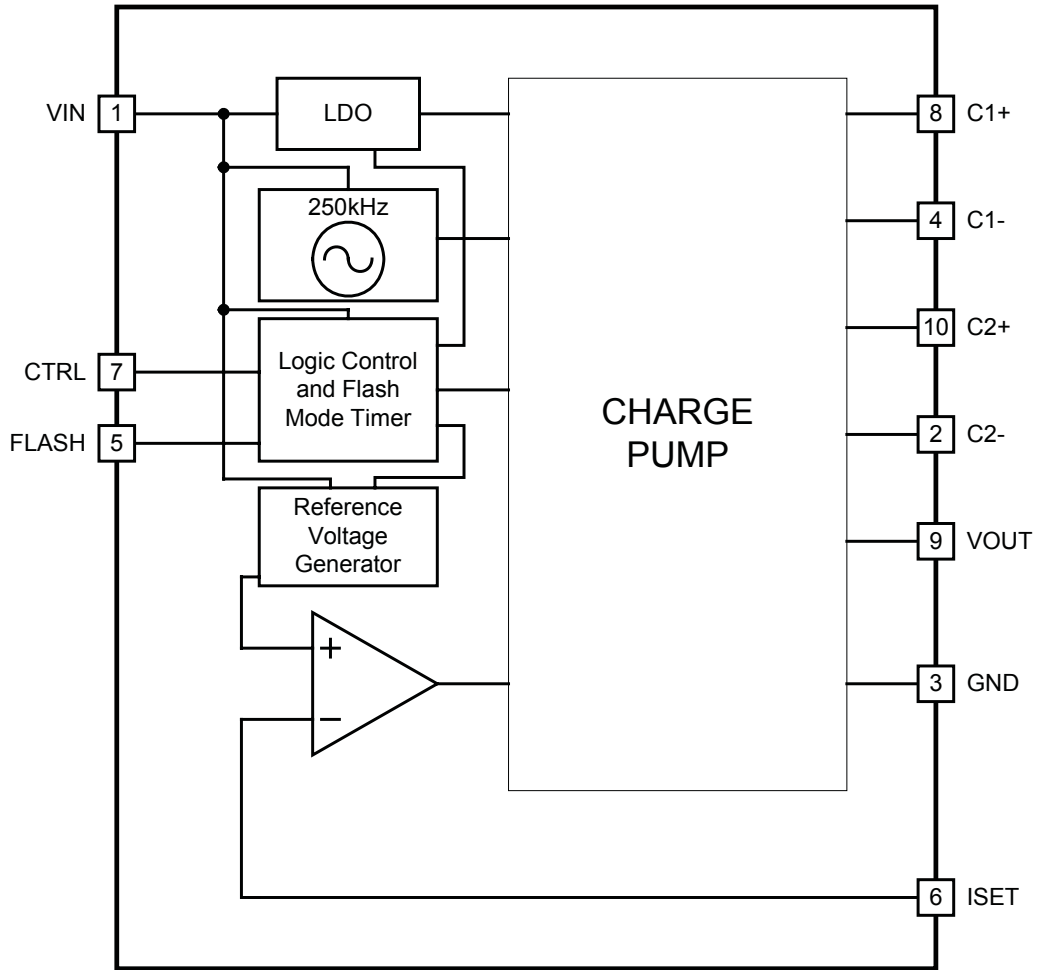 VIN 1
LDO
8 C1+
250kHz
4 C1-
10 C2+
CTRL 7
Logic Control
and Flash
Mode Timer
FLASH 5
CHARGE
PUMP
2 C2-
Reference
Voltage
Generator
9 VOUT
+
−
3 GND
6 ISET